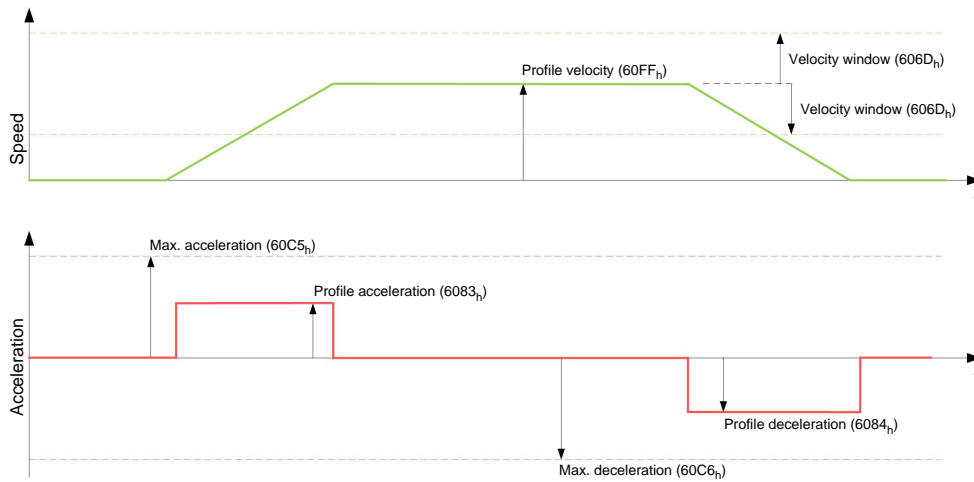 Velocity window (606Dh)
Profile velocity (60FFh)
Velocity window (606Dh)
Speed
Max. acceleration (60C5h)
Profile acceleration (6083h)
Acceleration
Profile deceleration (6084h)
Max. deceleration (60C6h)